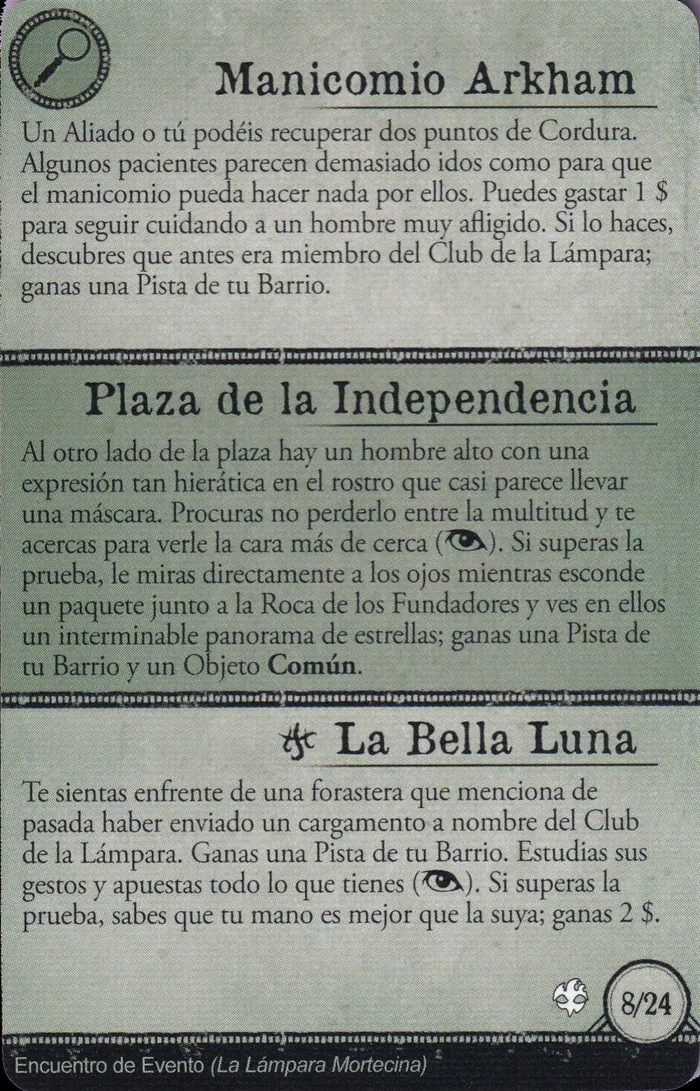 Manicomio Arkham
Un Aliado o tú podéis recuperar dos puntos de Cordura.
Algunos pacientes parecen demasiado idos como para que
el manicomio pueda hacer nada por ellos. Puedes gastar 1 $
para seguir cuidando a un hombre muy afligido. Si lo haces,
descubres que antes era miembro del Club de la Lámpara;
ganas una Pista de tu Barrio.
Plaza de la Independencia
Al otro lado de la plaza hay un hombre alto con una
expresión tan hierática en el rostro que casi parece llevar
una máscara. Procuras no perderlo entre la multitud y te
acercas para verle la cara más de cerca (). Si superas la
prueba, le miras directamente a los ojos mientras esconde
un paquete junto a la Roca de los Fundadores y ves en ellos
un interminable panorama de estrellas; ganas una Pista de
tu Barrio y un Objeto Común.
La Bella Luna
Te sientas enfrente de una forastera que menciona de
pasada haber enviado un cargamento a nombre del Club
de la Lámpara. Ganas una Pista de tu Barrio. Estudias sus
gestos y apuestas todo lo que tienes (). Si superas la
prueba, sabes que tu mano es mejor que la suya; ganas 2 $.
8/24
Encuentro de Evento (La Lámpara Mortecina)